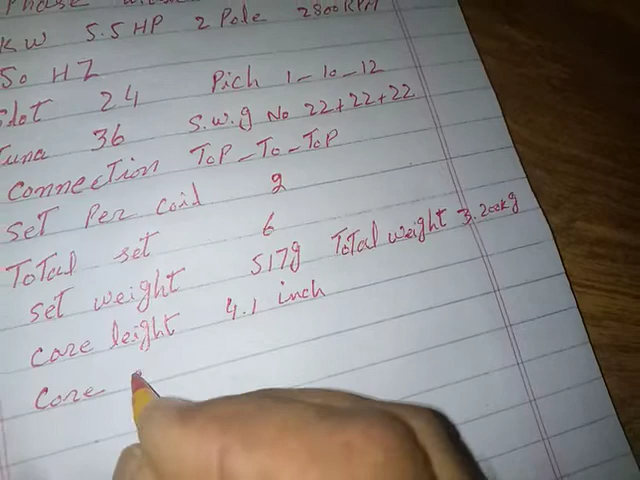 Phase
KW 5.5 HP 2 Pole 2800 RPM
50 HZ
Slot 24 Pich 1-10-12
Tuna 36 S.w.g No 22+22+22
Connection ToP-To-ToP
SeT Per Coid 2
ToTal set 6
set weight 517g ToTal weight 3.200kg
Core leight 4.1 inch
Core